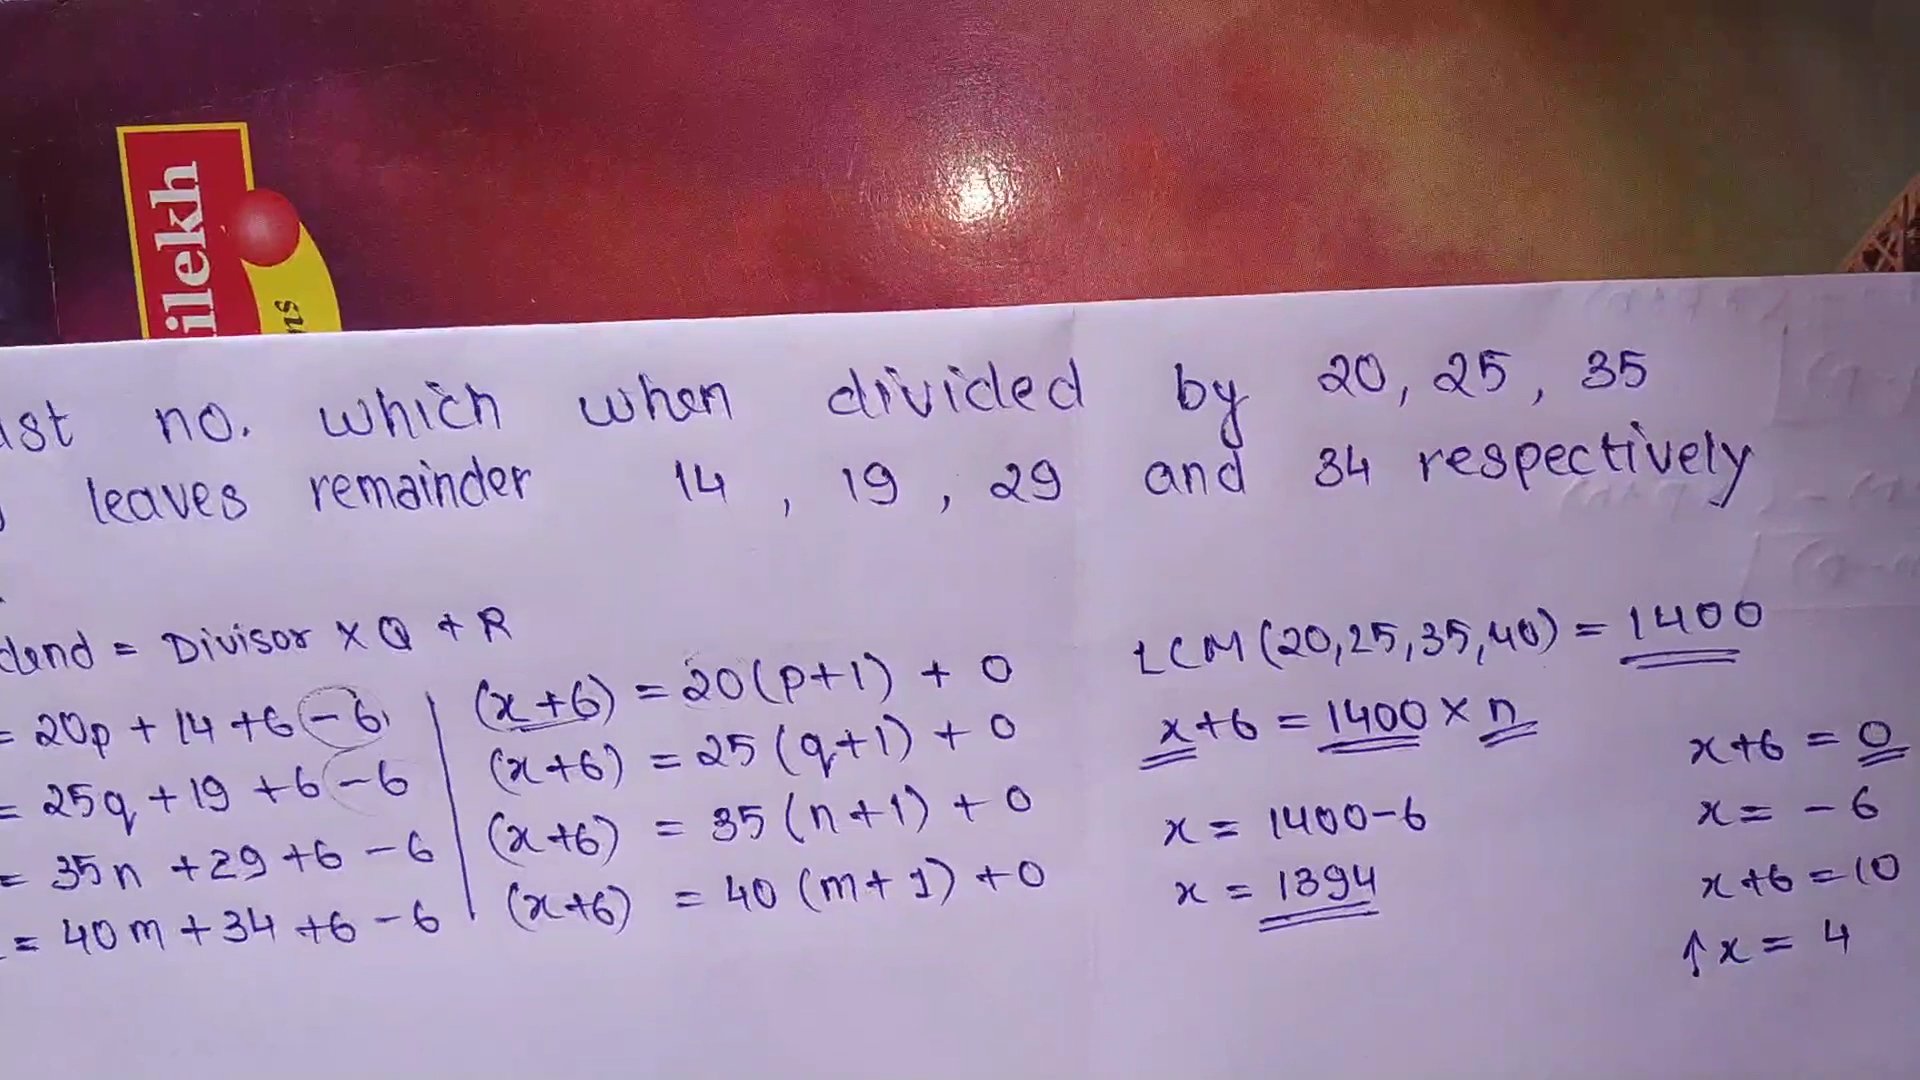 ilekh
ns
ast no. which when divided by 20, 25, 35
leaves remainder 14, 19, 29 and 34 respectively
dend = Divisor X Q + R
= 20p + 14 +6 -6
= 25q + 19 +6 -6
= 35n +29 +6 -6
= 40m + 34 +6 -6
(x+6) = 20(p+1) + 0
(x+6) = 25(q+1) + 0
(x+6) = 35(n+1) + 0
(x+6) = 40(m+1) +0
LCM(20,25,35,40) = 1400
x+6 = 1400 X n
x = 1400-6
x = 1394
x+6 = 0
x = -6
x+6 = 10
↑x = 4